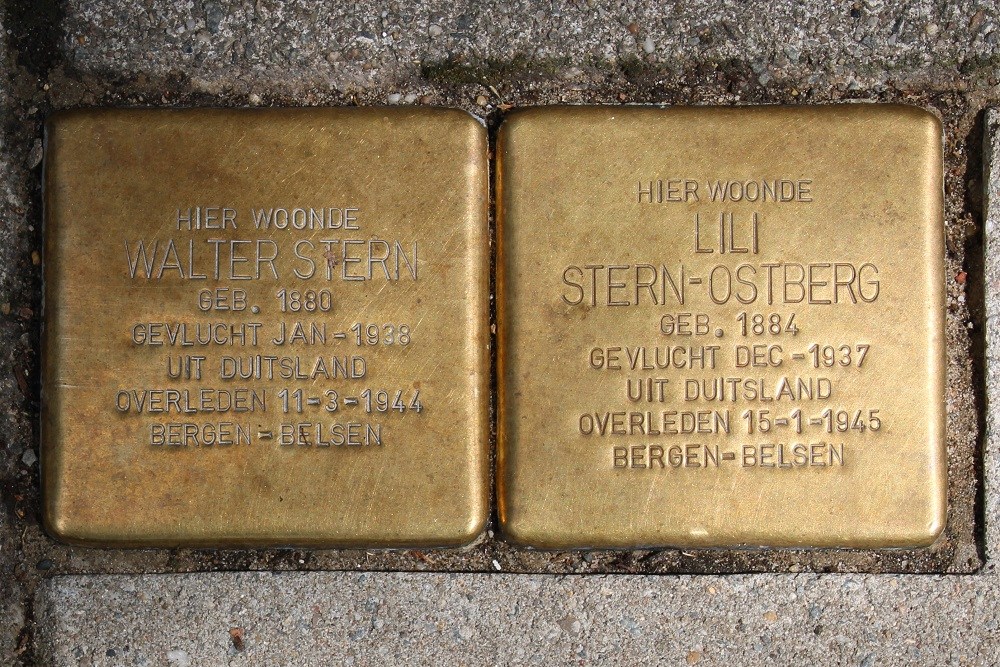 HIER WOONDE
WALTER STERN
GEB. 1880
GEVLUCHT JAN-1938
UIT DUITSLAND
OVERLEDEN 11-3-1944
BERGEN-BELSEN
HIER WOONDE
LILI
STERN-OSTBERG
GEB. 1884
GEVLUCHT DEC-1937
UIT DUITSLAND
OVERLEDEN 15-1-1945
BERGEN-BELSEN